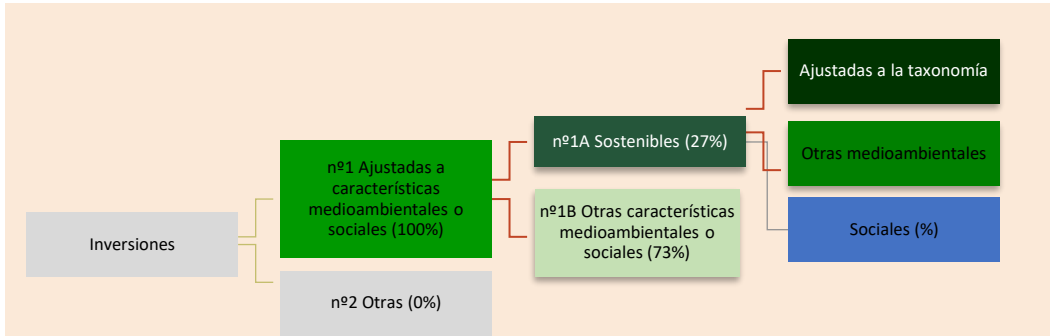 Inversiones
nº1 Ajustadas a
características
medioambientales o
sociales (100%)
nº2 Otras (0%)
nº1A Sostenibles (27%)
nº1B Otras características
medioambientales o
sociales (73%)
Ajustadas a la taxonomía
Otras medioambientales
Sociales (%)